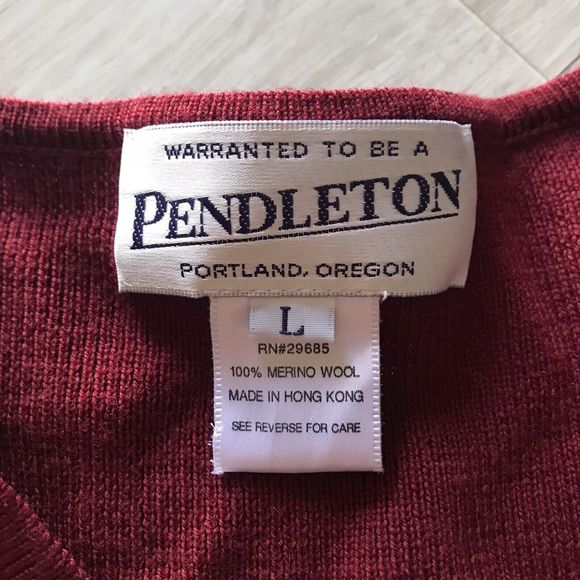 WARRANTED TO BE A
PENDLETON
PORTLAND, OREGON
L
RN#29685
100% MERINO WOOL
MADE IN HONG KONG
SEE REVERSE FOR CARE